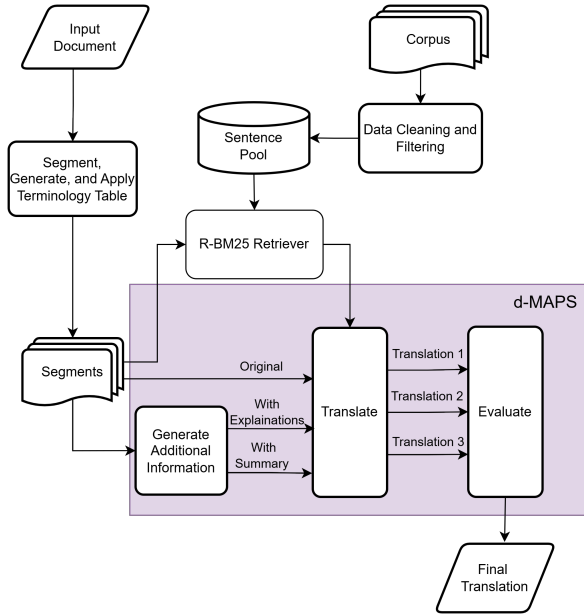 Input
Document
Corpus
Sentence
Pool
Data Cleaning and
Filtering
Segment,
Generate, and Apply
Terminology Table
R-BM25 Retriever
d-MAPS
Segments
Original
Translation 1
With
Explainations
Translate
Translation 2
Evaluate
Generate
Additional
Information
With
Summary
Translation 3
Final
Translation